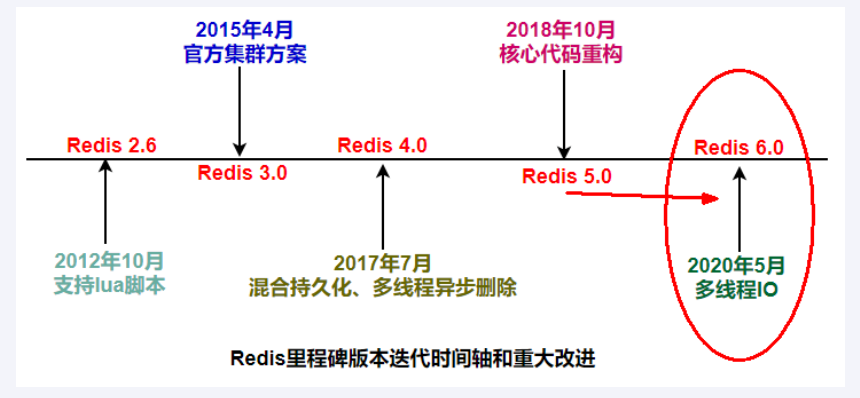 2015年4月
官方集群方案
2018年10月
核心代码重构
Redis 2.6
Redis 3.0
Redis 4.0
Redis 5.0
Redis 6.0
2012年10月
支持lua脚本
2017年7月
混合持久化、多线程异步删除
2020年5月
多线程IO
Redis里程碑版本迭代时间轴和重大改进